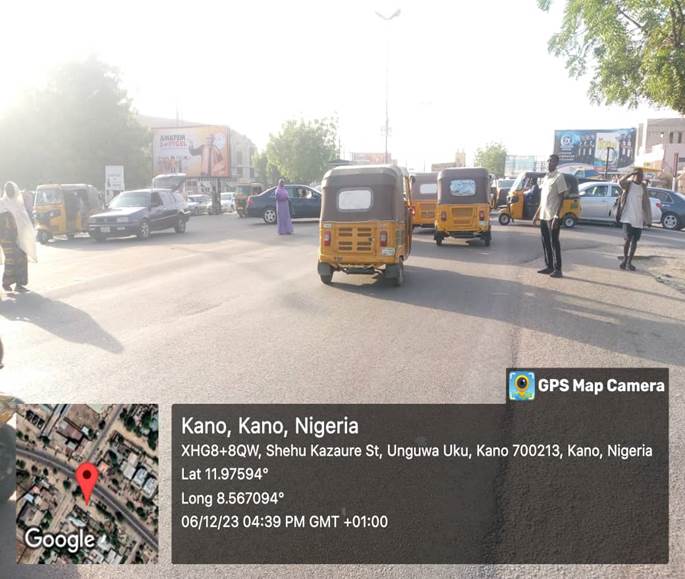 GPS Map Camera
Kano, Kano, Nigeria
XHG8+8QW, Shehu Kazaure St, Unguwa Uku, Kano 700213, Kano, Nigeria
Lat 11.97594°
Long 8.567094°
06/12/23 04:39 PM GMT +01:00
Google